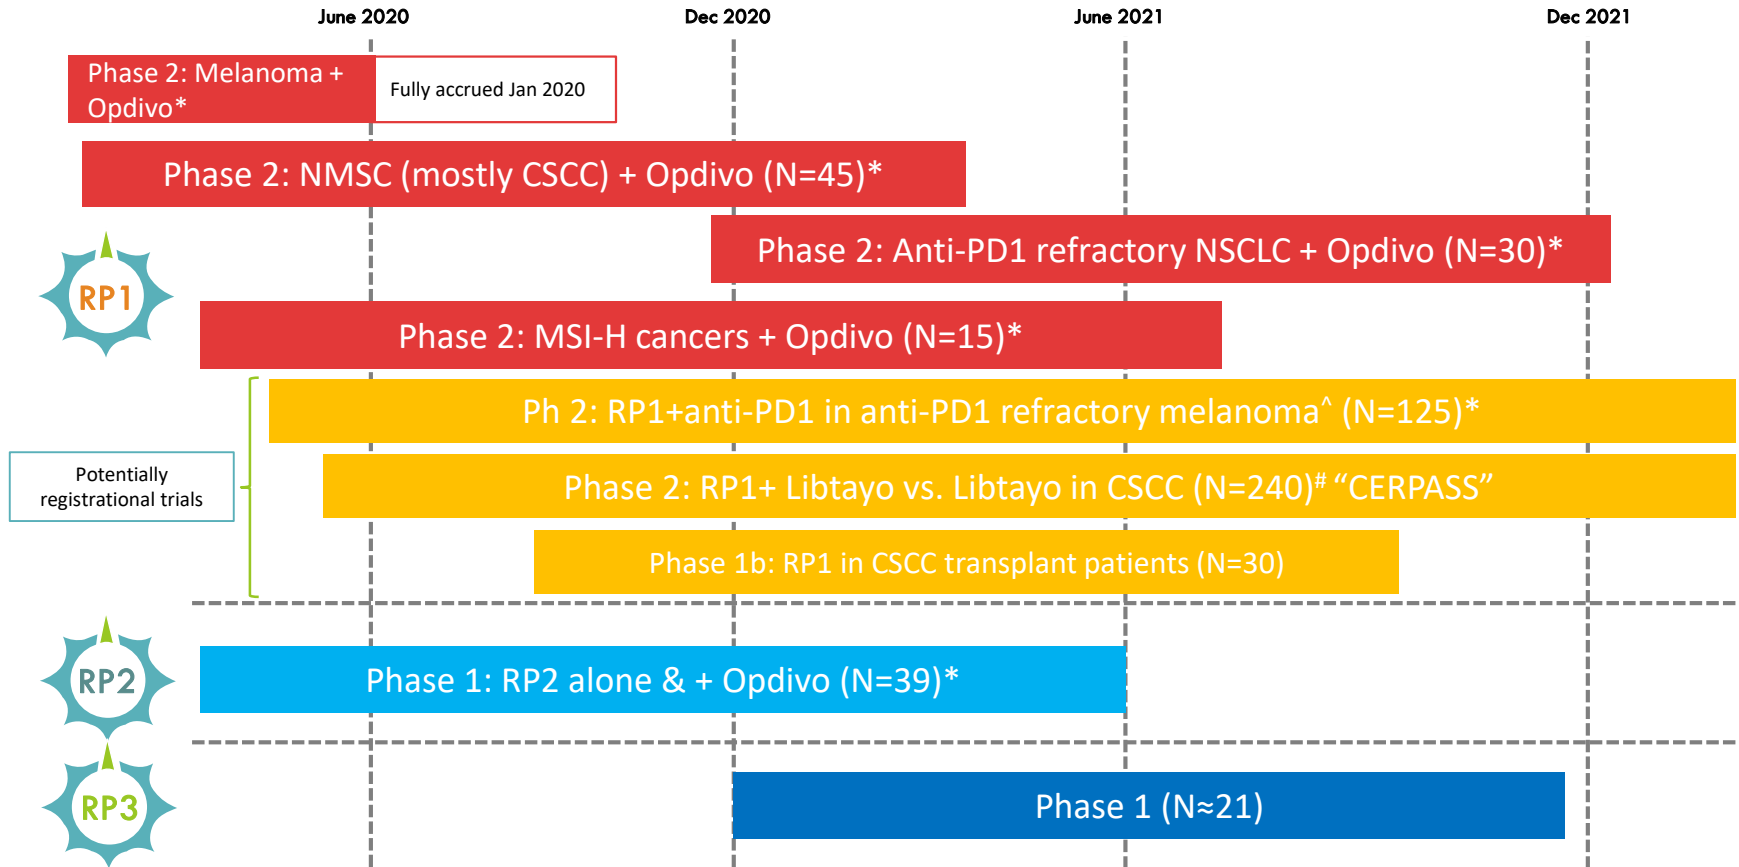 June 2020
Dec 2020
June 2021
Dec 2021
Phase 2: Melanoma +
Opdivo*
Fully accrued Jan 2020
Phase 2: NMSC (mostly CSCC) + Opdivo (N=45)*
Phase 2: Anti-PD1 refractory NSCLC + Opdivo (N=30)*
RP1
Phase 2: MSI-H cancers + Opdivo (N=15)*
Ph 2: RP1+anti-PD1 in anti-PD1 refractory melanoma^ (N=125)*
Potentially
registrational trials
Phase 2: RP1+ Libtayo vs. Libtayo in CSCC (N=240)# “CERPASS”
Phase 1b: RP1 in CSCC transplant patients (N=30)
RP2
Phase 1: RP2 alone & + Opdivo (N=39)*
RP3
Phase 1 (N≈21)